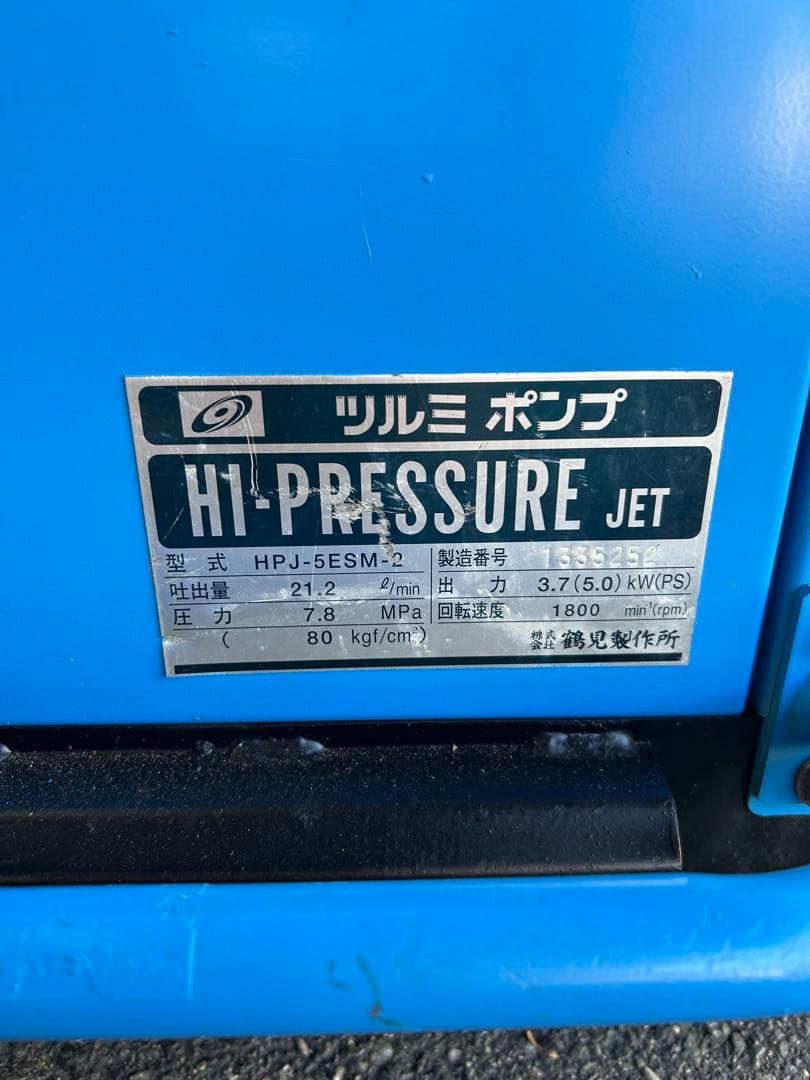 ツルミ ポンプ
HI-PRESSURE JET
型 式 HPJ-5ESM-2 製造番号 1335252
吐出量 21.2 ℓ/min 出 力 3.7(5.0) kW(PS)
圧 力 7.8 MPa 回転速度 1800 min⁻¹(rpm)
( 80 kgf/cm²) 株式会社 鶴見製作所